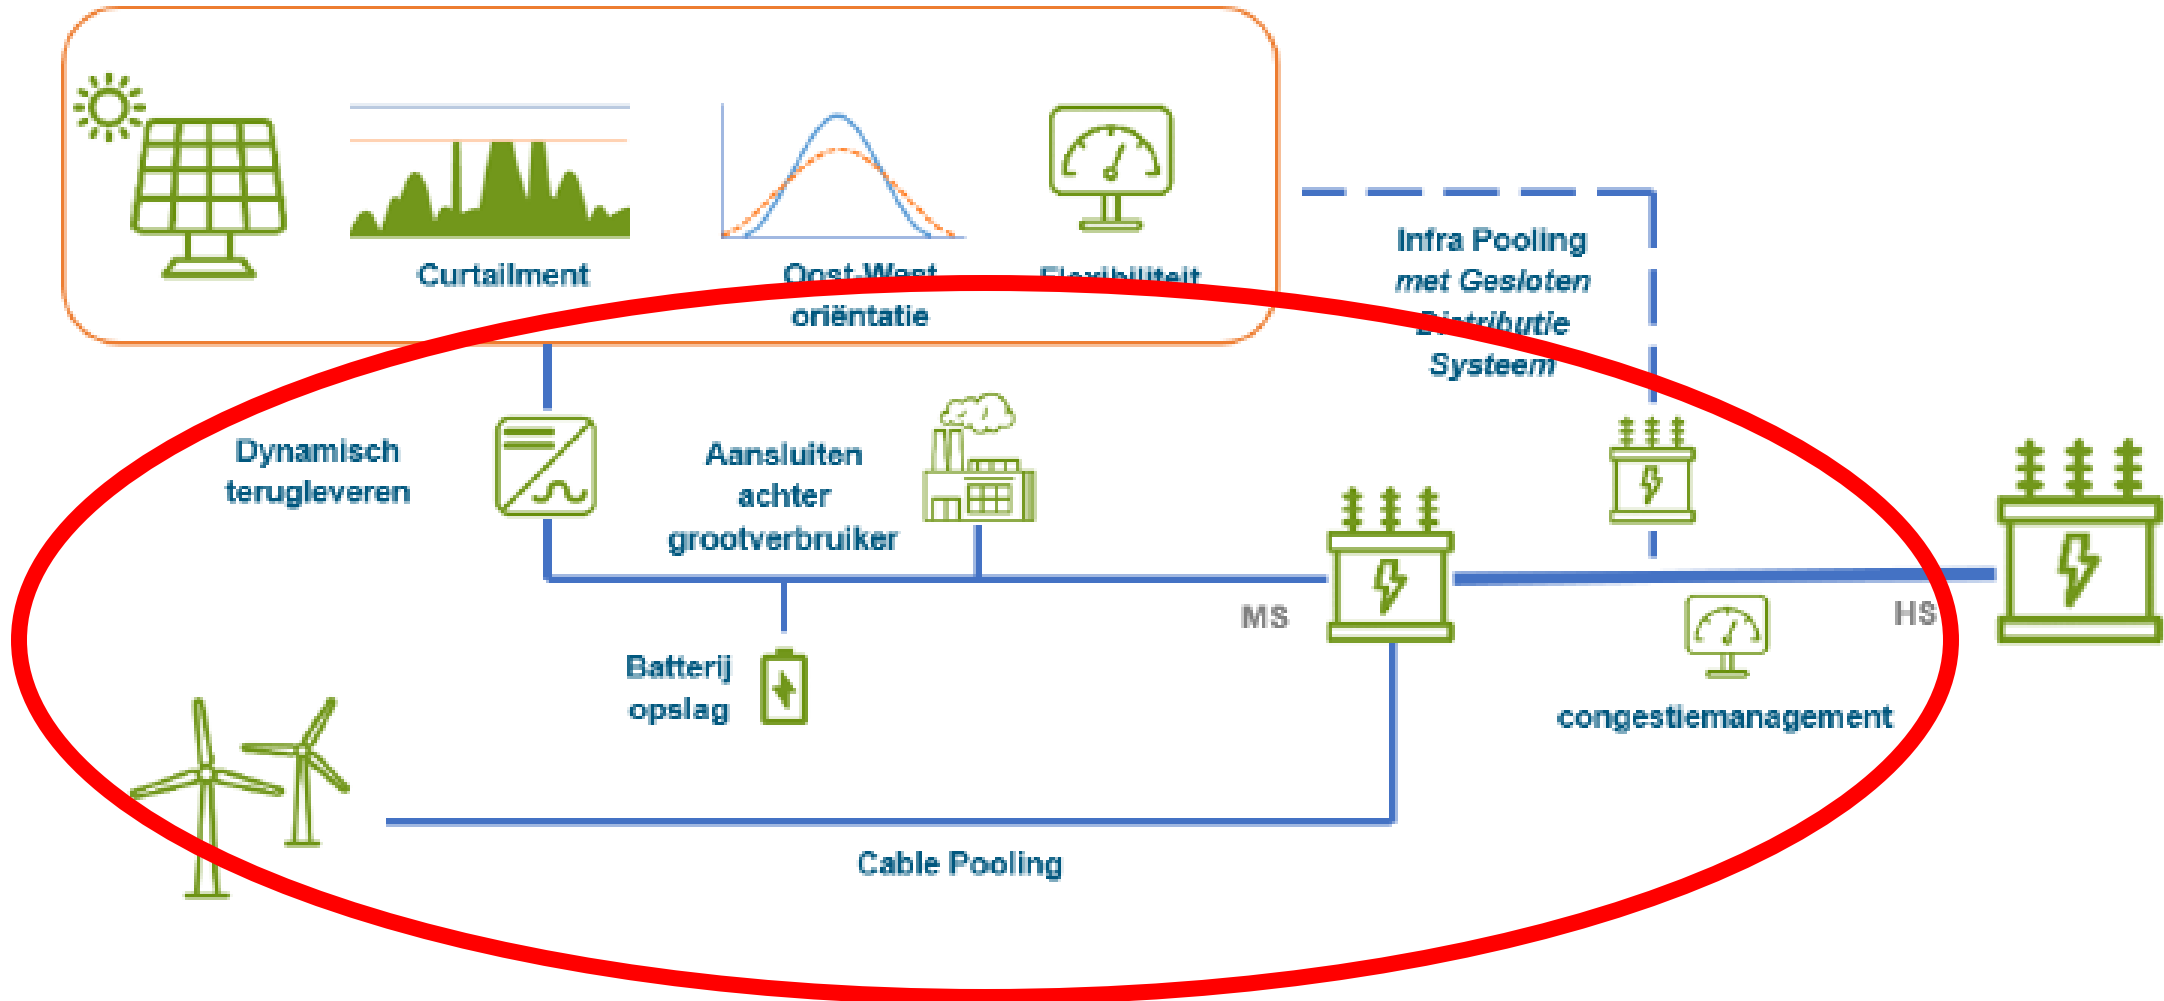 Curtailment
Oost-West
oriëntatie
Flexibiliteit
Infra Pooling
met Gesloten
Distributie
Systeem
Dynamisch
terugleveren
Aansluiten
achter
grootverbruiker
MS
HS
Batterij
opslag
congestiemanagement
Cable Pooling